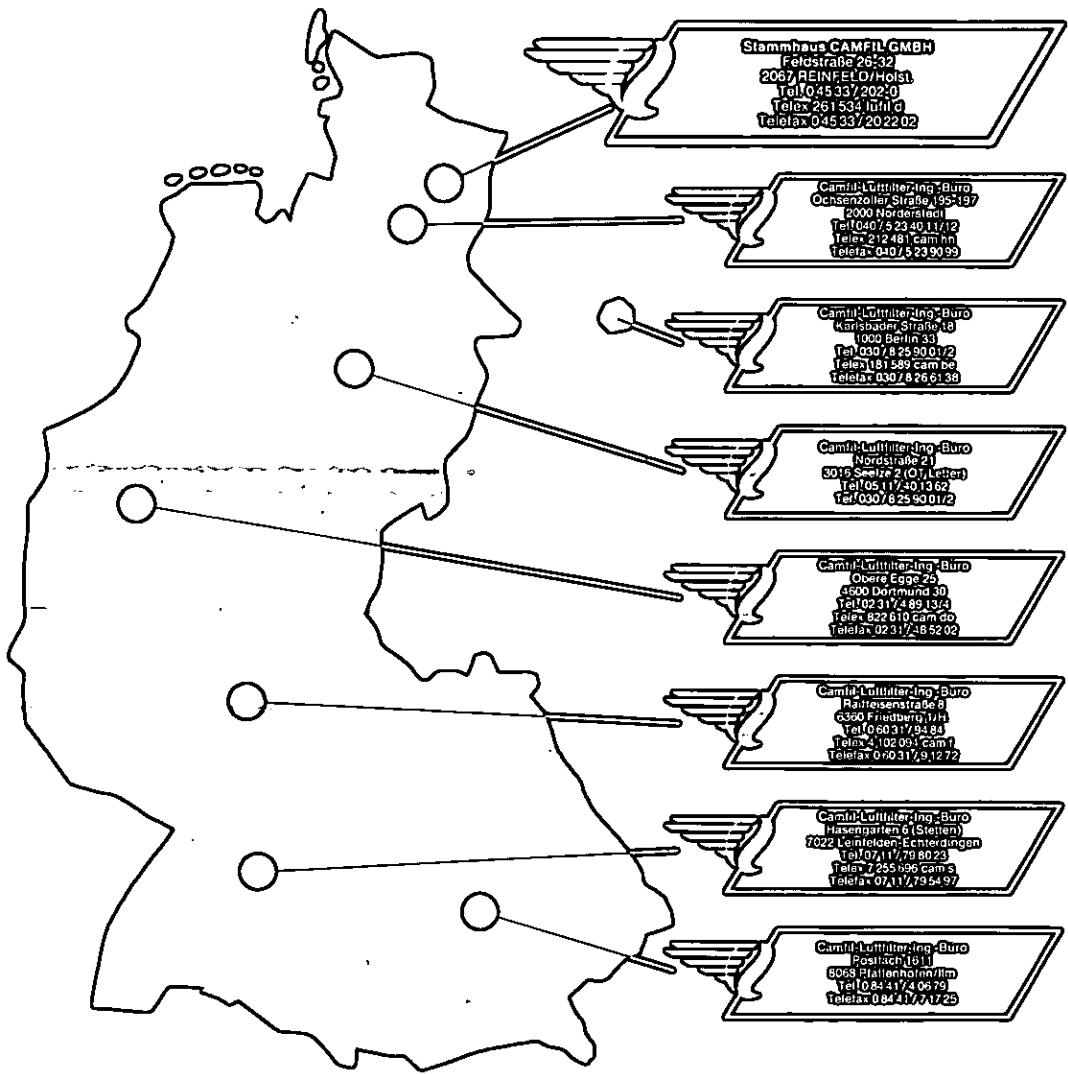 Stammhaus CAMFIL GMBH
Feldstraße 26-32
2067 REINFELD/Holst.
Tel. 0 45 33 / 202-0
Telex 261 534 lufil d
Telefax 0 45 33 / 20 22 02
Camfil-Luftfilter-Ing.-Büro
Ochsenzoller Straße 195-197
2000 Norderstedt
Tel. 040 / 5 23 40 11/12
Telex 212 481 cam hh
Telefax 040 / 5 23 90 99
Camfil-Luftfilter-Ing.-Büro
Karlsbader Straße 18
1000 Berlin 33
Tel. 030 / 8 25 90 01/2
Telex 181 589 cam be
Telefax 030 / 8 26 61 38
Camfil-Luftfilter-Ing.-Büro
Nordstraße 21
3016 Seelze 2 (OT Letter)
Tel. 05 11 / 40 13 62
Tel. 030 / 8 25 90 01/2
Camfil-Luftfilter-Ing.-Büro
Obere Egge 25
4600 Dortmund 30
Tel. 02 31 / 4 89 13/4
Telex 822 610 cam do
Telefax 02 31 / 48 52 02
Camfil-Luftfilter-Ing.-Büro
Raiffeisenstraße 8
6360 Friedberg 1/H.
Tel. 0 60 31 / 94 84
Telex 4 102 094 cam f
Telefax 0 60 31 / 9 12 72
Camfil-Luftfilter-Ing.-Büro
Hasengarten 6 (Stetten)
7022 Leinfelden-Echterdingen
Tel. 07 11 / 79 80 23
Telex 7 255 696 cam s
Telefax 07 11 / 79 54 97
Camfil-Luftfilter-Ing.-Büro
Postfach 1611
8068 Pfaffenhofen/Ilm
Tel. 0 84 41 / 4 06 79
Telefax 0 84 41 / 7 17 25